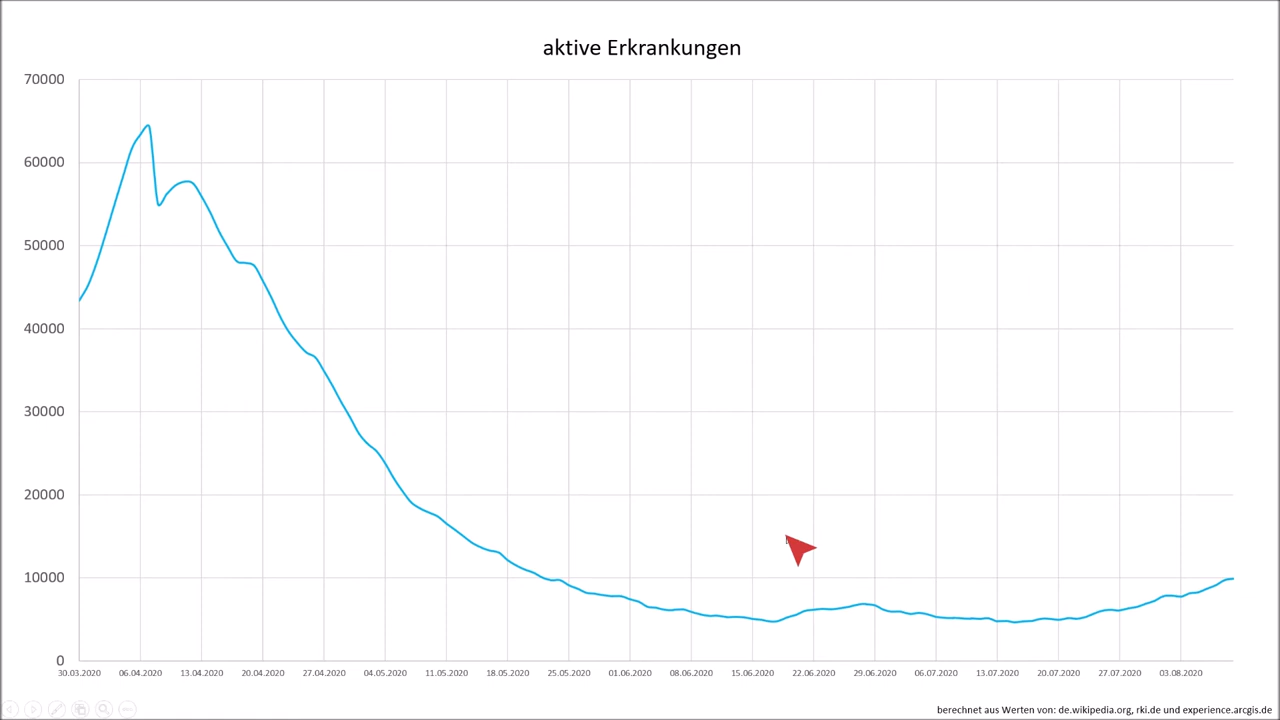 aktive Erkrankungen
70000
60000
50000
40000
30000
20000
10000
0
30.03.2020 06.04.2020 13.04.2020 20.04.2020 27.04.2020 04.05.2020 11.05.2020 18.05.2020 25.05.2020 01.06.2020 08.06.2020 15.06.2020 22.06.2020 29.06.2020 06.07.2020 13.07.2020 20.07.2020 27.07.2020 03.08.2020
berechnet aus Werten von: de.wikipedia.org, rki.de und experience.arcgis.de